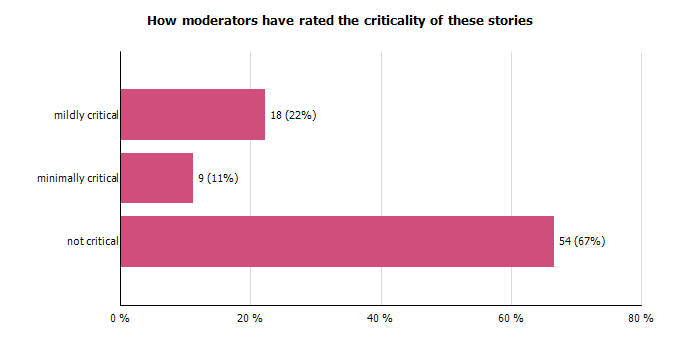 How moderators have rated the criticality of these stories
mildly critical
18 (22%)
minimally critical
9 (11%)
not critical
54 (67%)
0 %
20 %
40 %
60 %
80 %